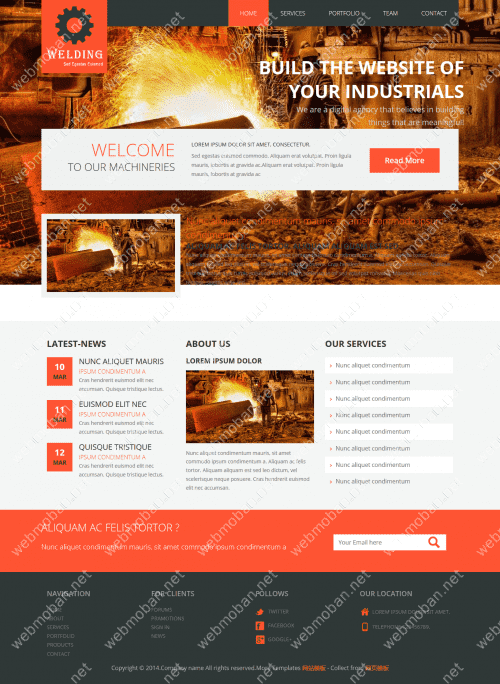 HOME SERVICES PORTFOLIO TEAM CONTACT
WELDING
BUILD THE WEBSITE OF
YOUR INDUSTRIALS
We are a digital agency that believes in building
things that are meaningful
WELCOME
TO OUR MACHINERIES
LOREM IPSUM DOLOR SIT AMET, CONSECTETUR.
Sed egestas cnumod commodo. Aliquam erat volutpat. Proin ligula
mauris, lobortis at gravida ac.Aliquam erat volutpat. Proin ligula
mauris, lobortis at gravida ac
Read More
LATEST-NEWS
10
MAR
NUNC ALIQUET MAURIS
IPSUM CONDIMENTUM A
Cras hendrerit euismod elit nec
accumsan. Quisque tristique lectus.
11
MAR
EUISMOD ELIT NEC
IPSUM CONDIMENTUM A
Cras hendrerit euismod elit nec
accumsan. Quisque tristique lectus.
12
MAR
QUISQUE TRISTIQUE
IPSUM CONDIMENTUM A
Cras hendrerit euismod elit nec
accumsan. Quisque tristique lectus.
ABOUT US
LOREM IPSUM DOLOR
Nunc aliquet condimentum mauris, sit amet
commodo ipsum condimentum a. Aliquam ac felis
tortor. Aliquam aliquam est sed leo dictum, vel
scelerisque neque posuere. Cras hendrerit euismod
elit nec accumsan.
OUR SERVICES
Nunc aliquet condimentum
Nunc aliquet condimentum
Nunc aliquet condimentum
Nunc aliquet condimentum
Nunc aliquet condimentum
Nunc aliquet condimentum
Nunc aliquet condimentum
Nunc aliquet condimentum
ALIQUAM AC FELIS TORTOR ?
Nunc aliquet condimentum mauris, sit amet commodo ipsum condimentum a
Your Email here
NAVIGATION
HOME
ABOUT
SERVICES
PORTFOLIO
PRODUCTS
CONTACT
FOR CLIENTS
FORUMS
PROMOTIONS
SIGN IN
NEWS
FOLLOWS
TWITTER
FACEBOOK
GOOGLE+
OUR LOCATION
LOREM IPSUM DOLOR SIT AMET,
TELEPHONE
Copyright © 2014.Company name All rights reserved.More Templates 网站模板 - Collect from 网页模板
webmoban.net